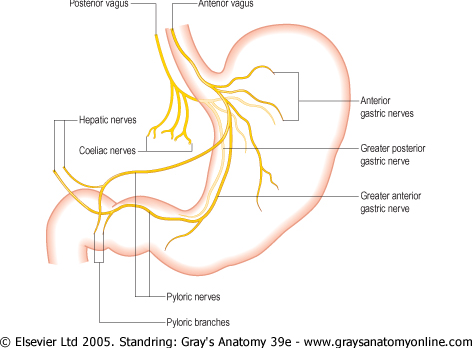 Posterior vagus
Anterior vagus
Anterior
gastric nerves
Hepatic nerves
Coeliac nerves
Greater posterior
gastric nerve
Greater anterior
gastric nerve
Pyloric nerves
Pyloric branches
© Elsevier Ltd 2005. Standring: Gray's Anatomy 39e - www.graysanatomyonline.com